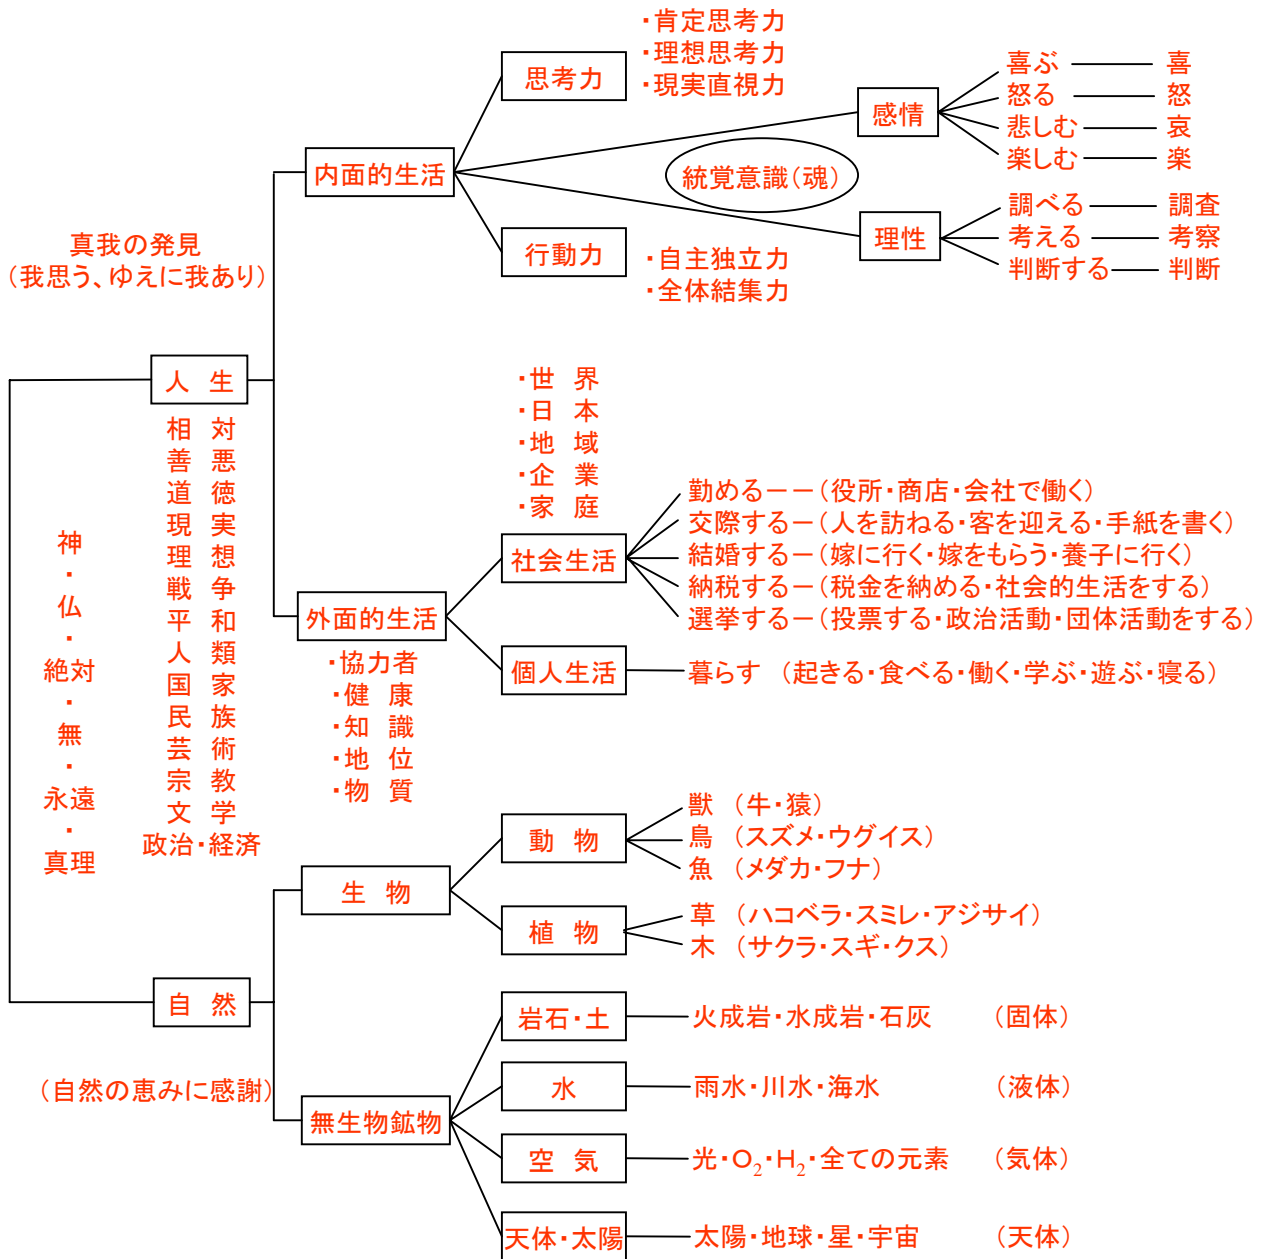 ・肯定思考力
・理想思考力
・現実直視力
思考力
喜ぶ 喜
怒る 怒
悲しむ 哀
楽しむ 楽
感情
内面的生活
統覚意識(魂)
調べる 調査
考える 考察
判断する 判断
理性
行動力
・自主独立力
・全体結集力
真我の発見
(我思う、ゆえに我あり)
人 生
相 対
善 悪
道 徳
現 実
理 想
戦 争
平 和
人 類
国 家
民 族
芸 術
宗 教
文 学
政治・経済
神
・
仏
・
絶対
・
無
・
永遠
・
真理
・世 界
・日 本
・地 域
・企 業
・家 庭
社会生活
勤めるーー(役所・商店・会社で働く)
交際するー(人を訪ねる・客を迎える・手紙を書く)
結婚するー(嫁に行く・嫁をもらう・養子に行く)
納税するー(税金を納める・社会的生活をする)
選挙するー(投票する・政治活動・団体活動をする)
外面的生活
・協力者
・健 康
・知 識
・地 位
・物 質
個人生活
暮らす (起きる・食べる・働く・学ぶ・遊ぶ・寝る)
動 物
獣 (牛・猿)
鳥 (スズメ・ウグイス)
魚 (メダカ・フナ)
生 物
植 物
草 (ハコベラ・スミレ・アジサイ)
木 (サクラ・スギ・クス)
自 然
(自然の恵みに感謝)
岩石・土
火成岩・水成岩・石灰 (固体)
水
雨水・川水・海水 (液体)
無生物鉱物
空 気
光・O₂・H₂・全ての元素 (気体)
天体・太陽
太陽・地球・星・宇宙 (天体)